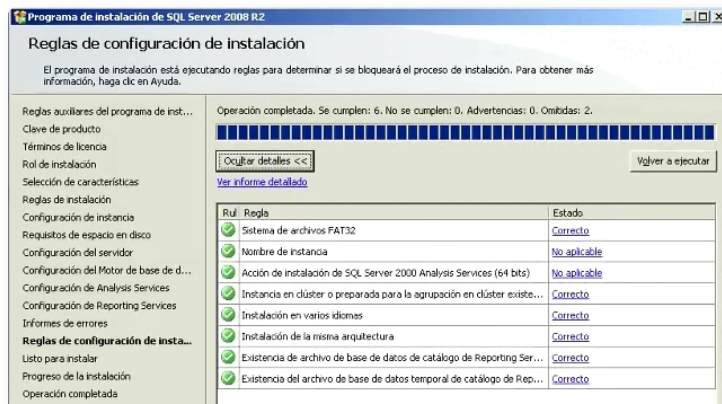 Programa de instalación de SQL Server 2008 R2
Reglas de configuración de instalación
El programa de instalación está ejecutando reglas para determinar si se bloqueará el proceso de instalación. Para obtener más
información, haga clic en Ayuda.
Reglas auxiliares del programa de inst...
Clave de producto
Términos de licencia
Rol de instalación
Selección de características
Reglas de instalación
Configuración de instancia
Requisitos de espacio en disco
Configuración del servidor
Configuración del Motor de base de d...
Configuración de Analysis Services
Configuración de Reporting Services
Informes de errores
Reglas de configuración de insta...
Listo para instalar
Progreso de la instalación
Operación completada
Operación completada. Se cumplen: 6. No se cumplen: 0. Advertencias: 0. Omitidas: 2.
Ocultar detalles << Volver a ejecutar
Ver informe detallado
Rul Regla Estado
Sistema de archivos FAT32 Correcto
Nombre de instancia No aplicable
Acción de instalación de SQL Server 2000 Analysis Services (64 bits) No aplicable
Instancia en clúster o preparada para la agrupación en clúster existe... Correcto
Instalación en varios idiomas Correcto
Instalación de la misma arquitectura Correcto
Existencia de archivo de base de datos de catálogo de Reporting Ser... Correcto
Existencia del archivo de base de datos temporal de catálogo de Rep... Correcto